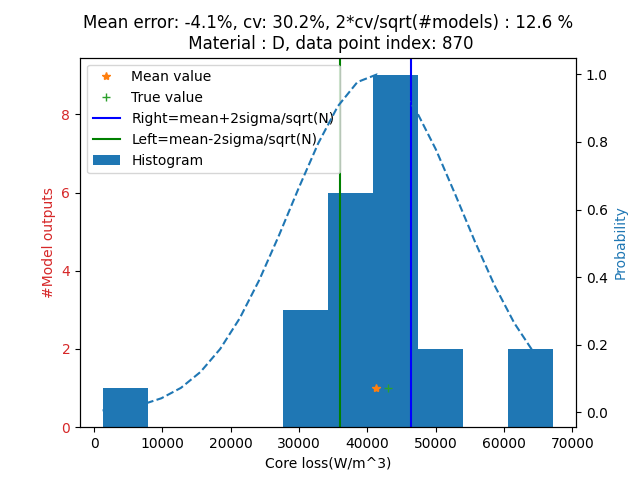 Mean error: -4.1%, cv: 30.2%, 2*cv/sqrt(#models) : 12.6 %
Material : D, data point index: 870
Mean value
True value
Right=mean+2sigma/sqrt(N)
Left=mean-2sigma/sqrt(N)
Histogram
#Model outputs
8
6
4
2
0
1.0
0.8
0.6
0.4
0.2
0.0
Probability
0 10000 20000 30000 40000 50000 60000 70000
Core loss(W/m^3)